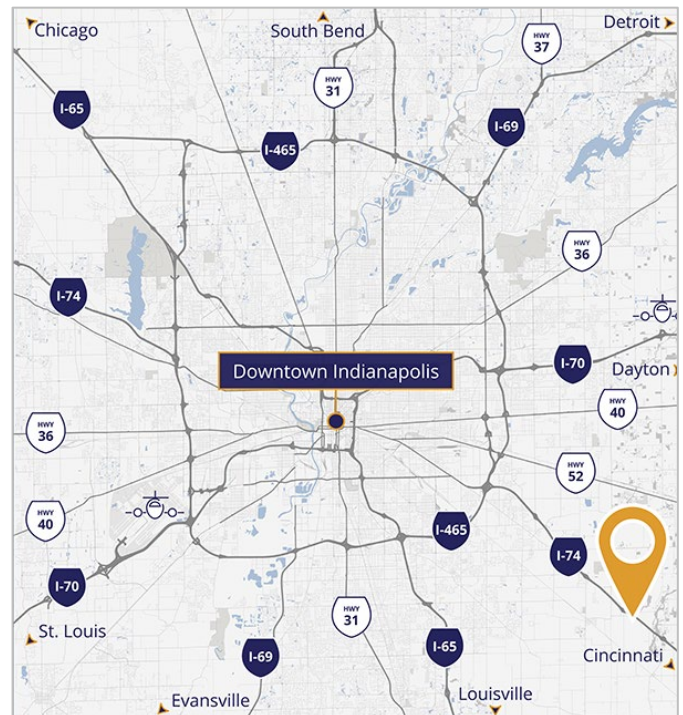 Chicago
South Bend
Detroit
HWY
37
HWY
31
I-65
I-69
I-465
HWY
36
I-74
I-70
Downtown Indianapolis
Dayton
HWY
40
HWY
36
HWY
52
HWY
40
I-465
I-74
I-70
HWY
31
St. Louis
I-69
I-65
Cincinnati
Evansville
Louisville